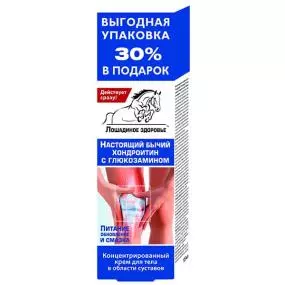 ВЫГОДНАЯ
УПАКОВКА
30%
В ПОДАРОК
Действует
сразу!
Лошадиное здоровье
Настоящий бычий
хондроитин
с глюкозамином
Питание
обновление
и смазка
Концентрированный
крем для тела
в области суставов